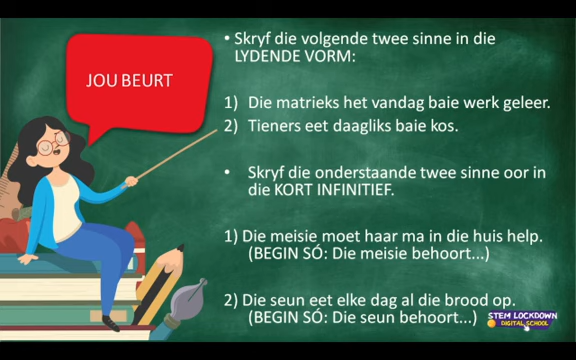 JOU BEURT
• Skryf die volgende twee sinne in die
LYDENDE VORM:
1) Die matrieks het vandag baie werk geleer.
2) Tieners eet daagliks baie kos.
• Skryf die onderstaande twee sinne oor in
die KORT INFINITIEF.
1) Die meisie moet haar ma in die huis help.
(BEGIN SÓ: Die meisie behoort...)
2) Die seun eet elke dag al die brood op.
(BEGIN SÓ: Die seun behoort...)
STEM LOCKDOWN
DIGITAL SCHOOL